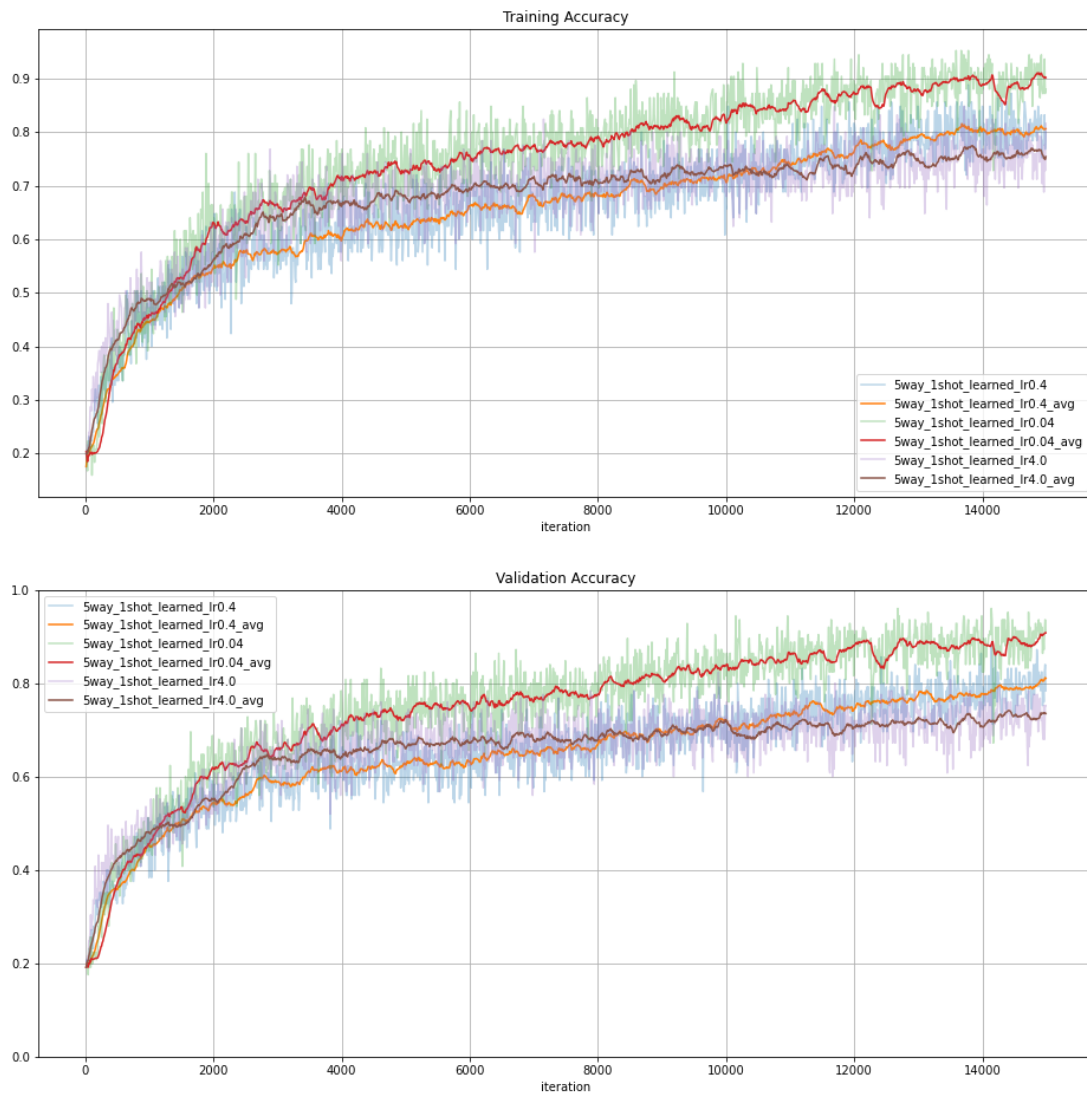 Training Accuracy
0.9
0.8
0.7
0.6
0.5
0.4
0.3
0.2
5way_1shot_learned_lr0.4
5way_1shot_learned_lr0.4_avg
5way_1shot_learned_lr0.04
5way_1shot_learned_lr0.04_avg
5way_1shot_learned_lr4.0
5way_1shot_learned_lr4.0_avg
0 2000 4000 6000 8000 10000 12000 14000
iteration
Validation Accuracy
1.0
0.8
0.6
0.4
0.2
0.0
5way_1shot_learned_lr0.4
5way_1shot_learned_lr0.4_avg
5way_1shot_learned_lr0.04
5way_1shot_learned_lr0.04_avg
5way_1shot_learned_lr4.0
5way_1shot_learned_lr4.0_avg
0 2000 4000 6000 8000 10000 12000 14000
iteration